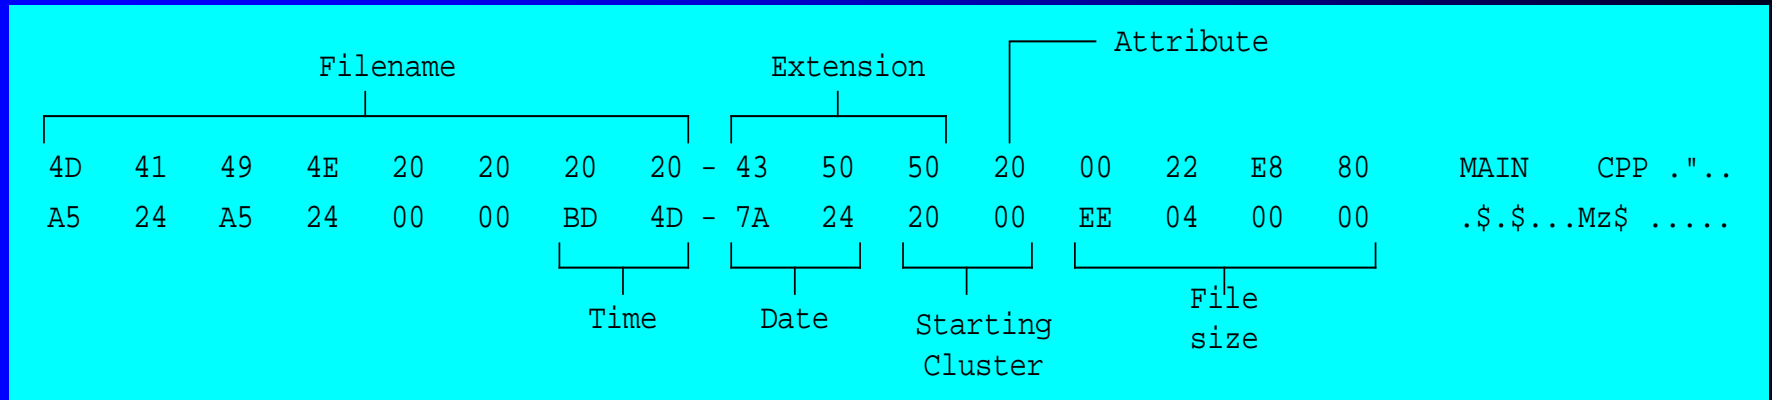 Attribute
Filename Extension
4D 41 49 4E 20 20 20 20 - 43 50 50 20 00 22 E8 80 MAIN CPP ."..
A5 24 A5 24 00 00 BD 4D - 7A 24 20 00 EE 04 00 00 .$.$...Mz$ .....
Time Date Starting Cluster File size